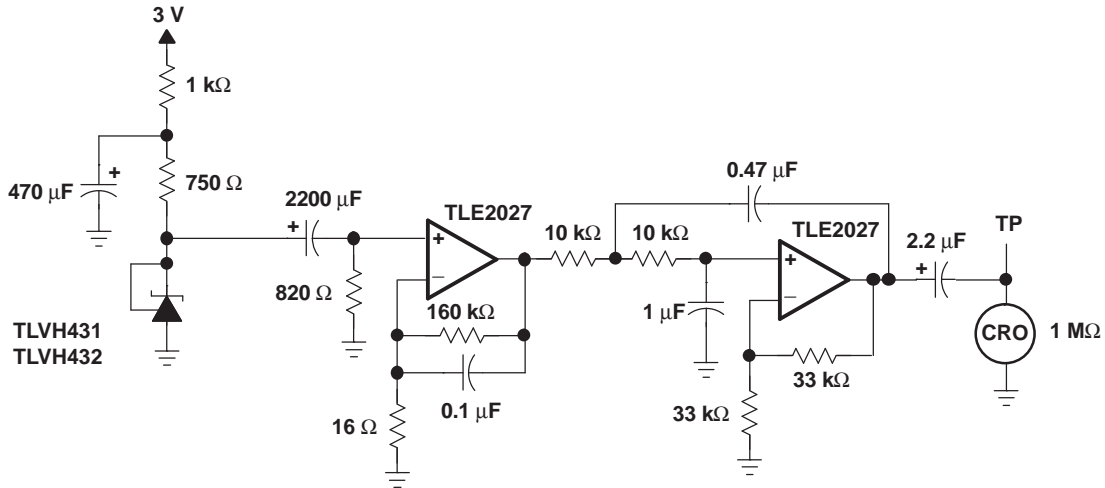 3 V
1 kΩ
470 μF
+
750 Ω
2200 μF
+
820 Ω
TLVH431
TLVH432
TLE2027
+
−
160 kΩ
0.1 μF
16 Ω
10 kΩ
10 kΩ
0.47 μF
1 μF
TLE2027
+
−
33 kΩ
33 kΩ
2.2 μF
+
TP
CRO
1 MΩ